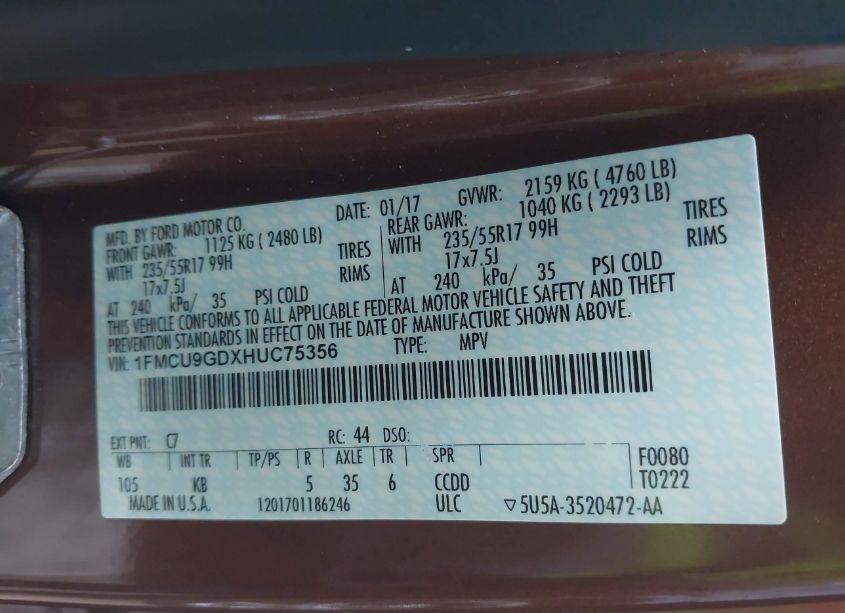 MFD. BY FORD MOTOR CO. DATE: 01/17 GVWR: 2159 KG ( 4760 LB)
FRONT GAWR: 1125 KG ( 2480 LB) REAR GAWR: 1040 KG ( 2293 LB)
WITH 235/55R17 99H TIRES WITH 235/55R17 99H TIRES
17x7.5J RIMS 17x7.5J RIMS
AT 240 kPa/ 35 PSI COLD AT 240 kPa/ 35 PSI COLD
THIS VEHICLE CONFORMS TO ALL APPLICABLE FEDERAL MOTOR VEHICLE SAFETY AND THEFT
PREVENTION STANDARDS IN EFFECT ON THE DATE OF MANUFACTURE SHOWN ABOVE.
VIN: 1FMCU9GDXHUC75356 TYPE: MPV
EXT PNT: C7 RC: 44 DSO:
WB INT TR TP/PS R AXLE TR SPR F0080
105 KB 5 35 6 CCDD T0222
MADE IN U.S.A. 1201701186246 ULC ▽5U5A-3520472-AA